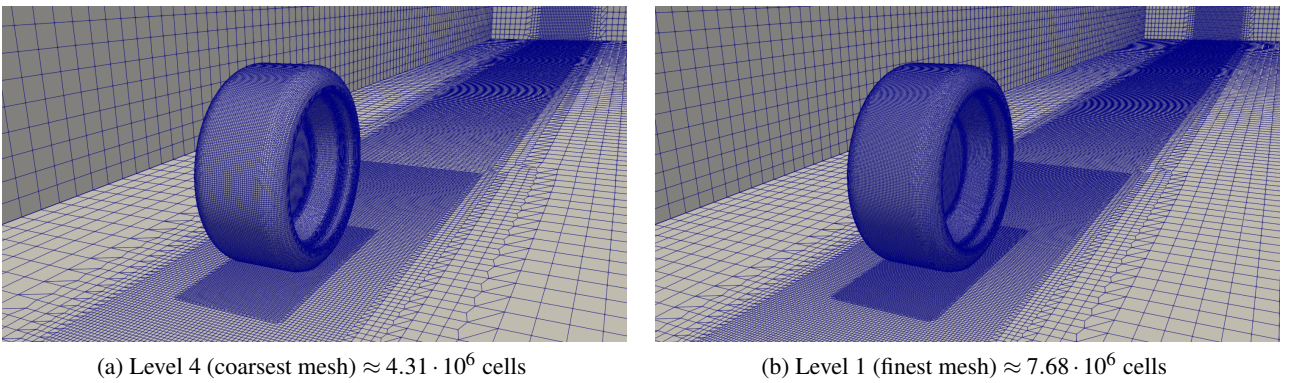 (a) Level 4 (coarsest mesh) ≈ 4.31 · 10⁶ cells
(b) Level 1 (finest mesh) ≈ 7.68 · 10⁶ cells